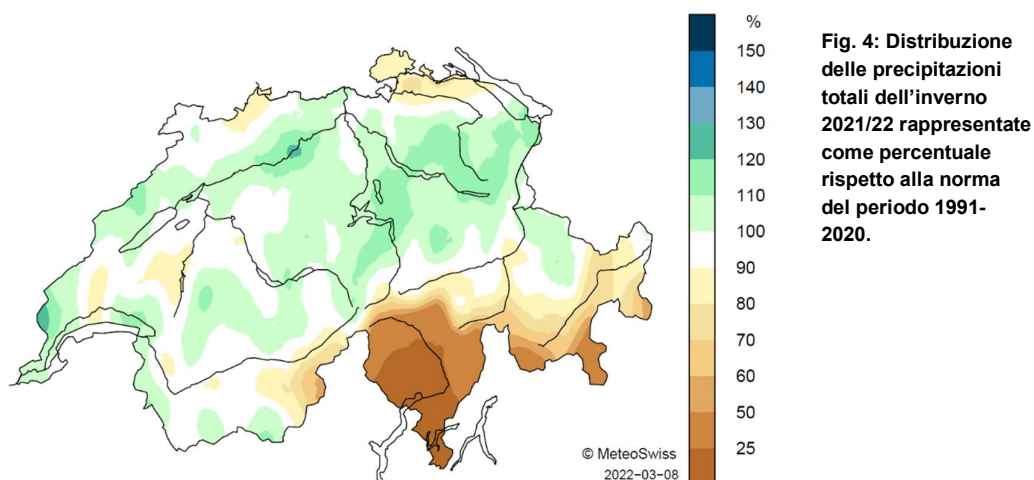 %
150
140
130
120
110
100
90
80
70
60
50
25
© MeteoSwiss
2022-03-08
Fig. 4: Distribuzione
delle precipitazioni
totali dell'inverno
2021/22 rappresentate
come percentuale
rispetto alla norma
del periodo 1991-
2020.